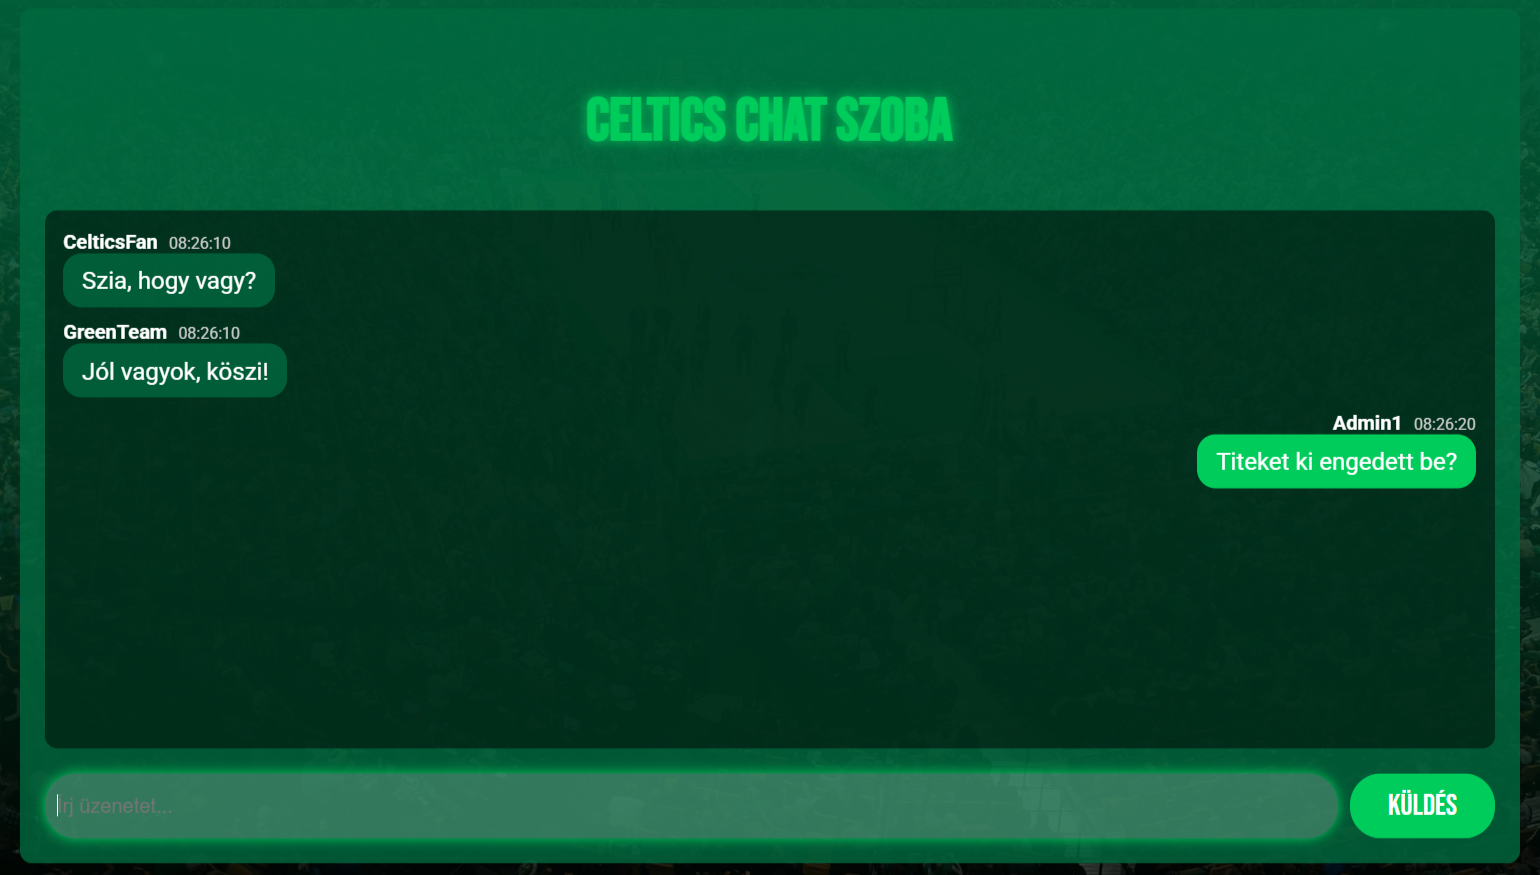 CELTICS CHAT SZOBA
CelticsFan 08:26:10
Szia, hogy vagy?
GreenTeam 08:26:10
Jól vagyok, köszi!
Admin1 08:26:20
Titeket ki engedett be?
Írj üzenetet...
KÜLDÉS